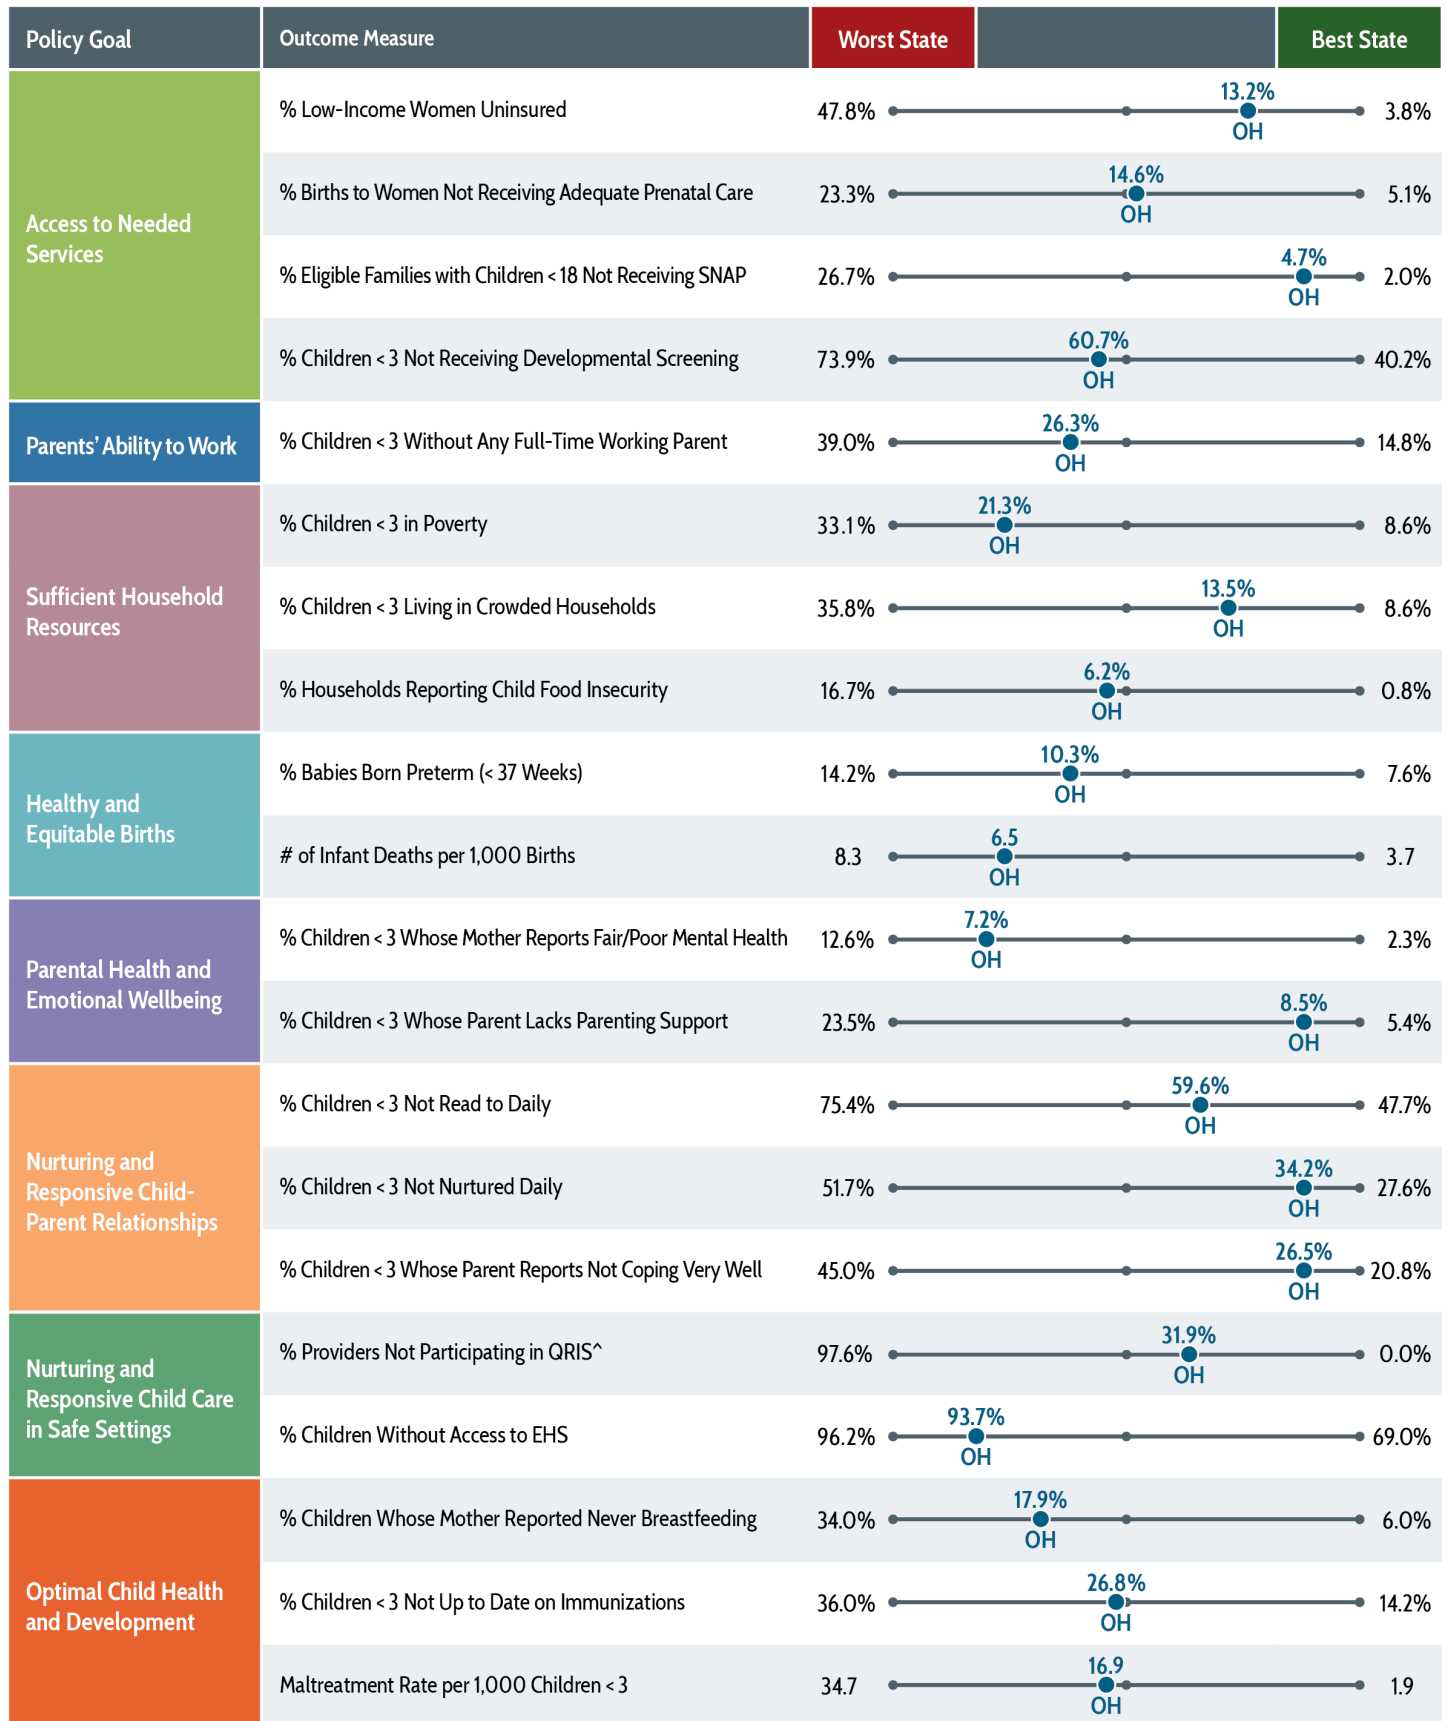 Policy Goal
Outcome Measure
Worst State
Best State
Access to Needed
Services
% Low-Income Women Uninsured
47.8%
13.2%
OH
3.8%
% Births to Women Not Receiving Adequate Prenatal Care
23.3%
14.6%
OH
5.1%
% Eligible Families with Children < 18 Not Receiving SNAP
26.7%
4.7%
OH
2.0%
% Children < 3 Not Receiving Developmental Screening
73.9%
60.7%
OH
40.2%
Parents' Ability to Work
% Children < 3 Without Any Full-Time Working Parent
39.0%
26.3%
OH
14.8%
Sufficient Household
Resources
% Children < 3 in Poverty
33.1%
21.3%
OH
8.6%
% Children < 3 Living in Crowded Households
35.8%
13.5%
OH
8.6%
% Households Reporting Child Food Insecurity
16.7%
6.2%
OH
0.8%
Healthy and
Equitable Births
% Babies Born Preterm (< 37 Weeks)
14.2%
10.3%
OH
7.6%
# of Infant Deaths per 1,000 Births
8.3
6.5
OH
3.7
Parental Health and
Emotional Wellbeing
% Children < 3 Whose Mother Reports Fair/Poor Mental Health
12.6%
7.2%
OH
2.3%
% Children < 3 Whose Parent Lacks Parenting Support
23.5%
8.5%
OH
5.4%
Nurturing and
Responsive Child-
Parent Relationships
% Children < 3 Not Read to Daily
75.4%
59.6%
OH
47.7%
% Children < 3 Not Nurtured Daily
51.7%
34.2%
OH
27.6%
% Children < 3 Whose Parent Reports Not Coping Very Well
45.0%
26.5%
OH
20.8%
Nurturing and
Responsive Child Care
in Safe Settings
% Providers Not Participating in QRIS^
97.6%
31.9%
OH
0.0%
% Children Without Access to EHS
96.2%
93.7%
OH
69.0%
Optimal Child Health
and Development
% Children Whose Mother Reported Never Breastfeeding
34.0%
17.9%
OH
6.0%
% Children < 3 Not Up to Date on Immunizations
36.0%
26.8%
OH
14.2%
Maltreatment Rate per 1,000 Children < 3
34.7
16.9
OH
1.9